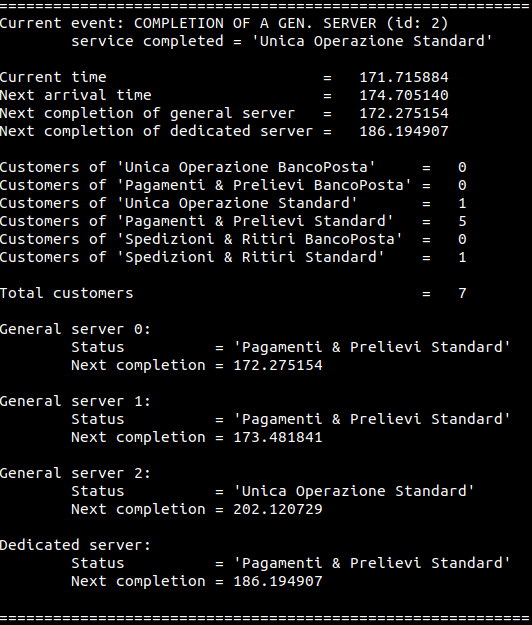 ===========================================================
Current event: COMPLETION OF A GEN. SERVER (id: 2)
        service completed = 'Unica Operazione Standard'

Current time                        =   171.715884
Next arrival time                   =   174.705140
Next completion of general server   =   172.275154
Next completion of dedicated server =   186.194907

Customers of 'Unica Operazione BancoPosta'     =   0
Customers of 'Pagamenti & Prelievi BancoPosta' =   0
Customers of 'Unica Operazione Standard'       =   1
Customers of 'Pagamenti & Prelievi Standard'   =   5
Customers of 'Spedizioni & Ritiri BancoPosta'  =   0
Customers of 'Spedizioni & Ritiri Standard'    =   1

Total customers                                =   7

General server 0:
        Status          = 'Pagamenti & Prelievi Standard'
        Next completion = 172.275154

General server 1:
        Status          = 'Pagamenti & Prelievi Standard'
        Next completion = 173.481841

General server 2:
        Status          = 'Unica Operazione Standard'
        Next completion = 202.120729

Dedicated server:
        Status          = 'Pagamenti & Prelievi Standard'
        Next completion = 186.194907

===========================================================